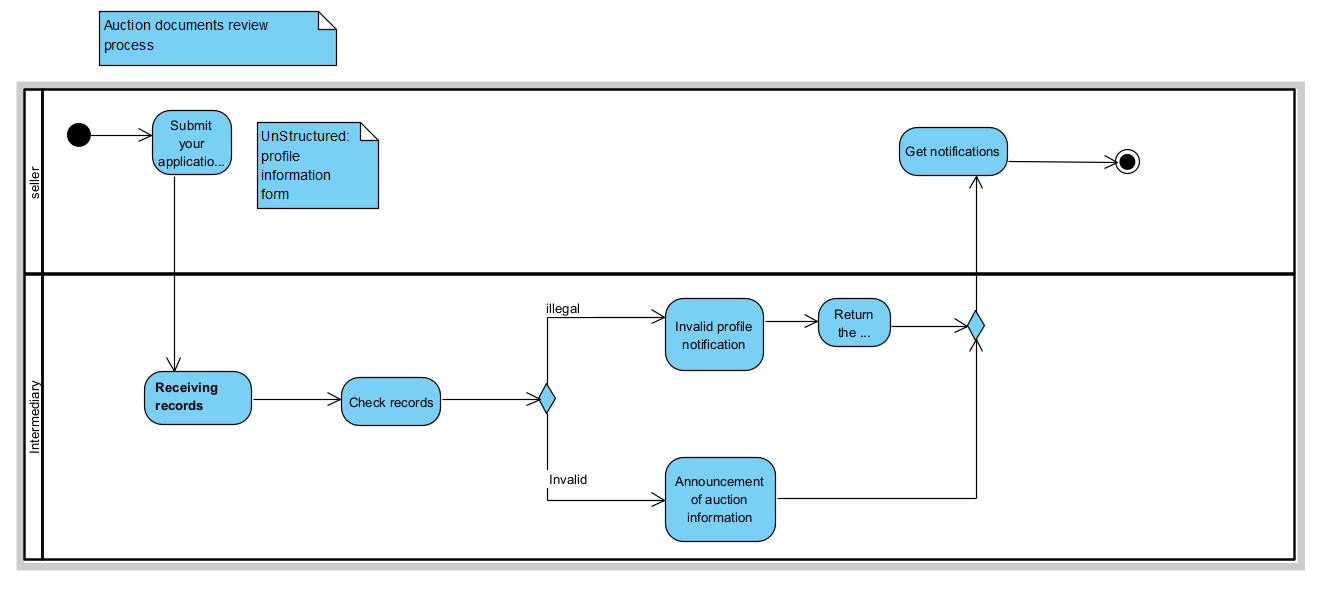 Auction documents review
process
seller
Submit
your
applicatio...
UnStructured:
profile
information
form
Get notifications
Intermediary
Receiving
records
Check records
illegal
Invalid profile
notification
Return
the ...
Invalid
Announcement
of auction
information